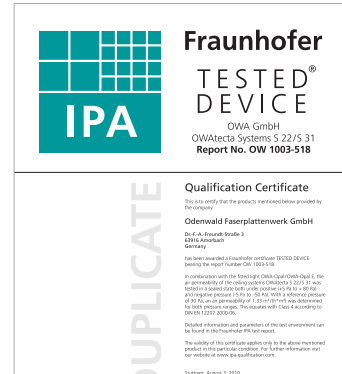 Fraunhofer
IPA
TESTED®
DEVICE
OWA GmbH
OWAtecta Systems S 22/S 31
Report No. OW 1003-518
DUPLICATE
Qualification Certificate
This is to certify that the products mentioned below provided by
the company
Odenwald Faserplattenwerk GmbH
Dr.-F.-A.-Freundt-Straße 3
63916 Amorbach
Germany
has been awarded a Fraunhofer certificate TESTED DEVICE
bearing the report number OW 1003-518.
In combination with the fitted light OWA-Opal/OWA-Opal E, the
air permeability of the ceiling systems OWAtecta S 22/S 31 was
tested in a sealed state both under positive (+5 Pa to + 80 Pa)
and negative pressure (-5 Pa to -50 Pa). With a reference pressure
of 30 Pa, an air permeability of 1.33 m³/(h*m²) was determined
for both pressure ranges. This equates with Class 4 according to
DIN EN 12207:2000-06.
Detailed information and parameters of the test environment can
be found in the Fraunhofer IPA test report.
The validity of this certificate applies only to the above mentioned
product in this particular condition. For further information visit
our website at www.ipa-qualification.com.
Stuttgart, August 3, 2010